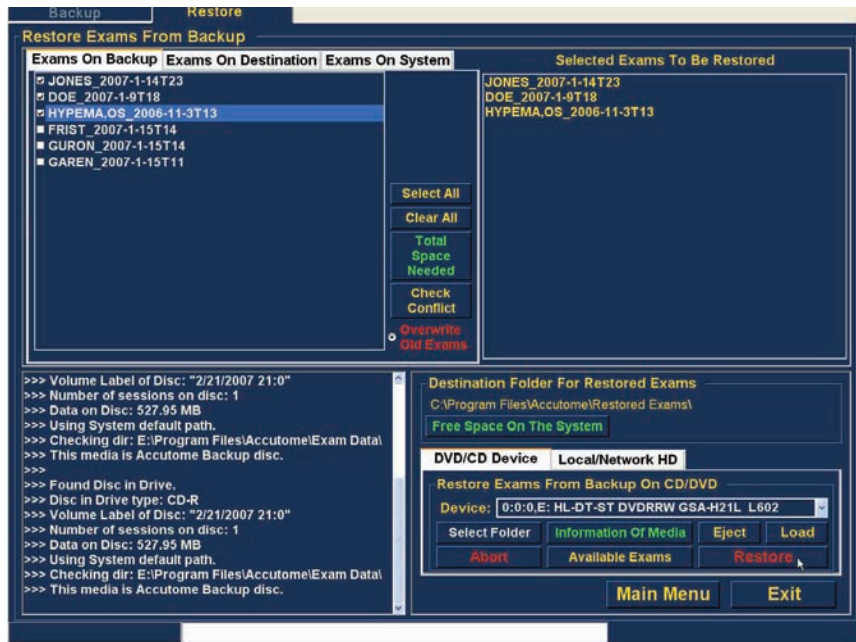 Backup
Restore
Restore Exams From Backup
Exams On Backup
Exams On Destination
Exams On System
JONES_2007-1-14T23
DOE_2007-1-9T18
HYPEMA,OS_2006-11-3T13
FRIST_2007-1-15T14
GURON_2007-1-15T14
GAREN_2007-1-15T11
Select All
Clear All
Total
Space
Needed
Check
Conflict
Overwrite
Old Exams
Selected Exams To Be Restored
JONES_2007-1-14T23
DOE_2007-1-9T18
HYPEMA,OS_2006-11-3T13
>>> Volume Label of Disc: "2/21/2007 21:0"
>>> Number of sessions on disc: 1
>>> Data on Disc: 527.95 MB
>>> Using System default path.
>>> Checking dir: E:\Program Files\Accutome\Exam Data\
>>> This media is Accutome Backup disc.
>>>
>>> Found Disc in Drive.
>>> Disc in Drive type: CD-R
>>> Volume Label of Disc: "2/21/2007 21:0"
>>> Number of sessions on disc: 1
>>> Data on Disc: 527.95 MB
>>> Using System default path.
>>> Checking dir: E:\Program Files\Accutome\Exam Data\
>>> This media is Accutome Backup disc.
Destination Folder For Restored Exams
C:\Program Files\Accutome\Restored Exams\
Free Space On The System
DVD/CD Device
Local/Network HD
Restore Exams From Backup On CD/DVD
Device: 0:0:0,E: HL-DT-ST DVDRRW GSA-H21L L602
Select Folder
Information Of Media
Eject
Load
Abort
Available Exams
Restore
Main Menu
Exit